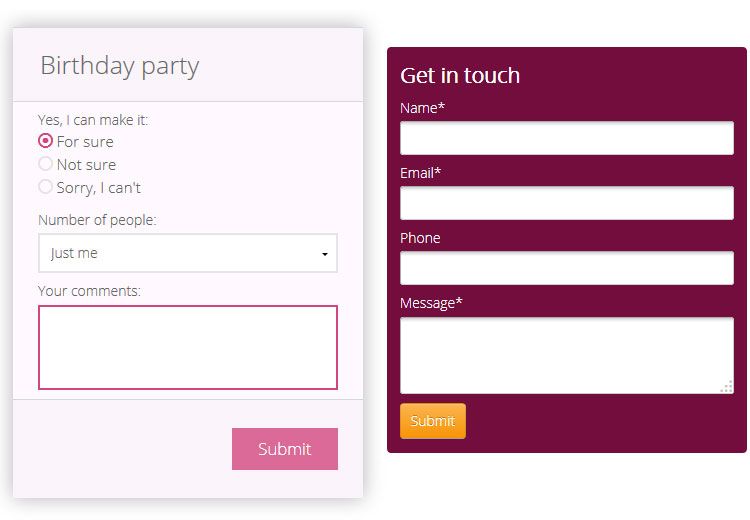 Birthday party
Yes, I can make it:
For sure
Not sure
Sorry, I can't
Number of people:
Just me
Your comments:
Submit
Get in touch
Name*
Email*
Phone
Message*
Submit